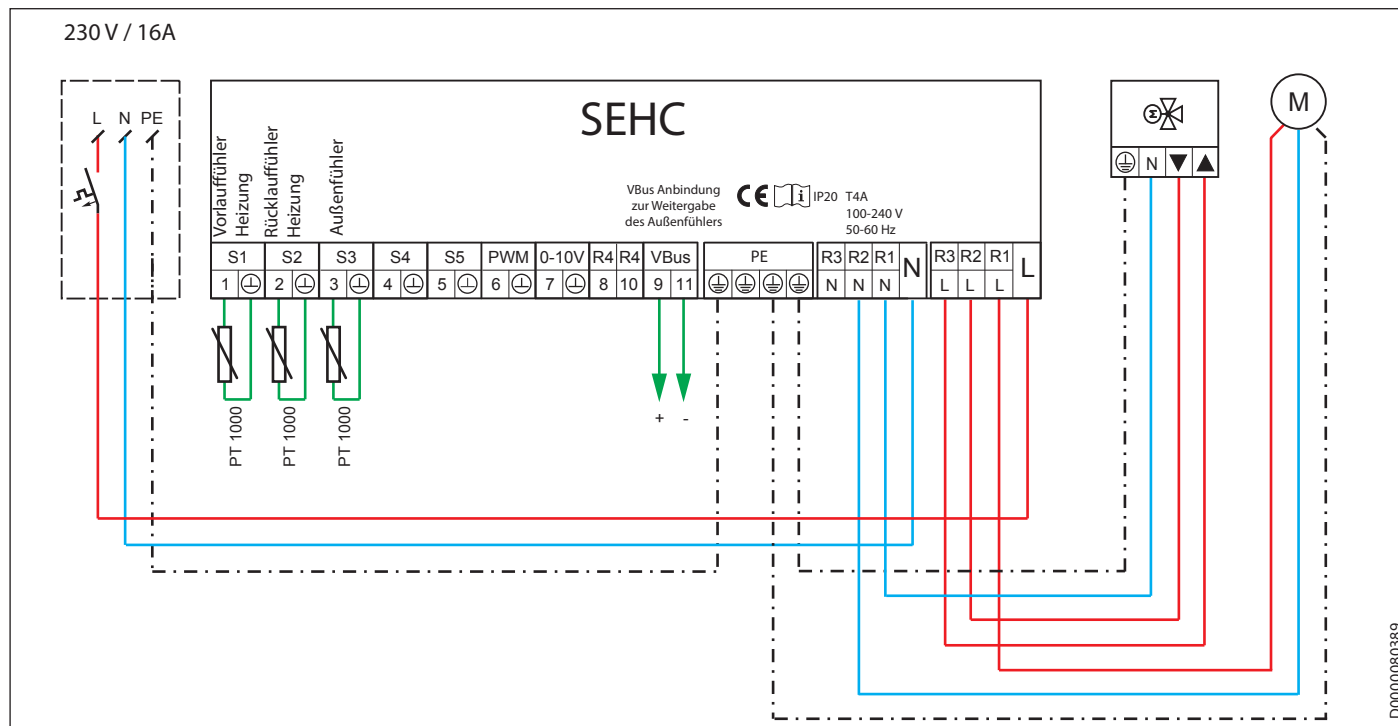 230 V / 16A
L N PE
SEHC
Vorlauffühler
Heizung
Rücklauffühler
Heizung
Außenfühler
VBus Anbindung
zur Weitergabe
des Außenfühlers
CE
i
IP20 T4A
100-240 V
50-60 Hz
S1 S2 S3 S4 S5 PWM 0-10V R4 R4 VBus PE R3 R2 R1 N R3 R2 R1 L
1 2 3 4 5 6 7 8 10 9 11 N N N L L L
M
N
M
PT 1000
PT 1000
PT 1000
+ -
D0000080389